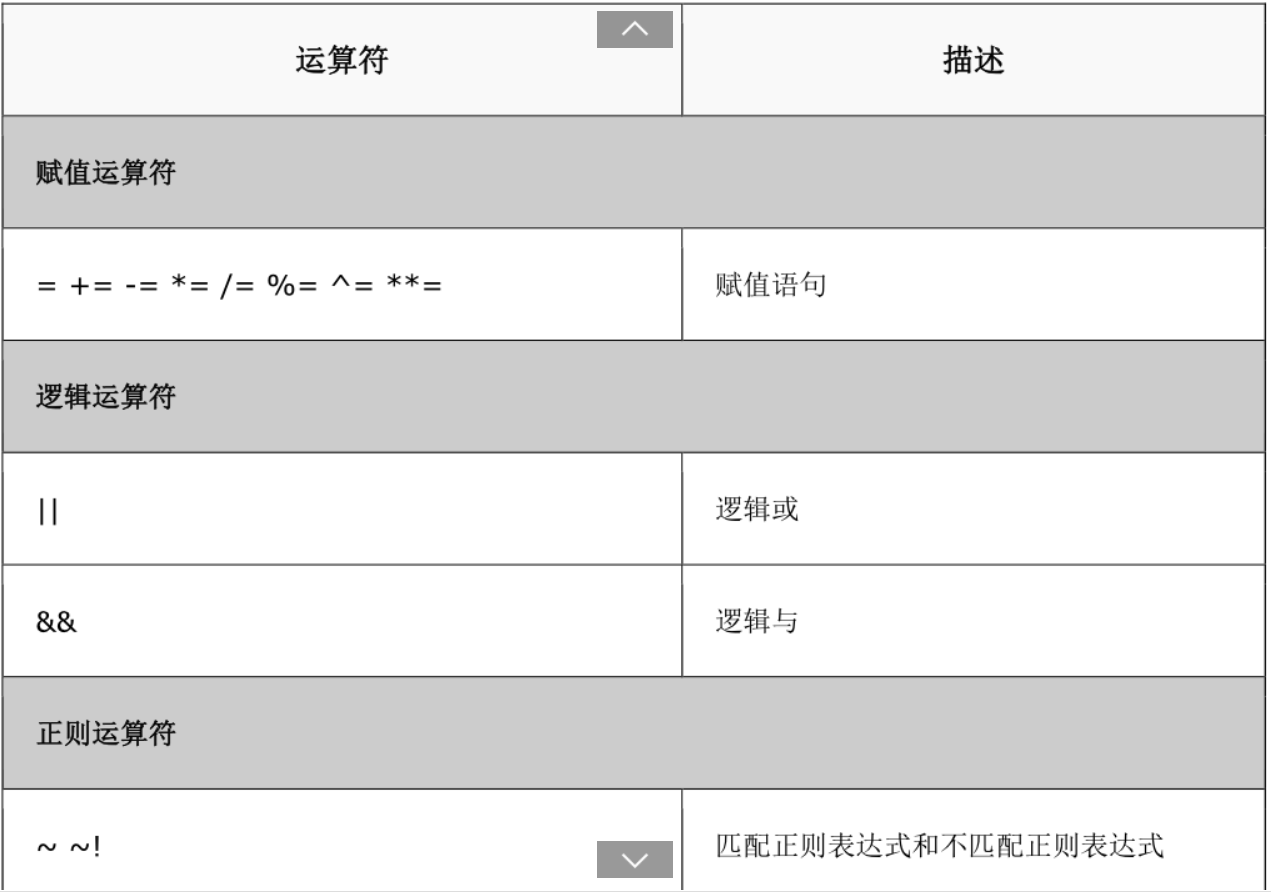 运算符 描述
赋值运算符
= += -= *= /= %= ^= **= 赋值语句
逻辑运算符
|| 逻辑或
&& 逻辑与
正则运算符
~ ~! 匹配正则表达式和不匹配正则表达式